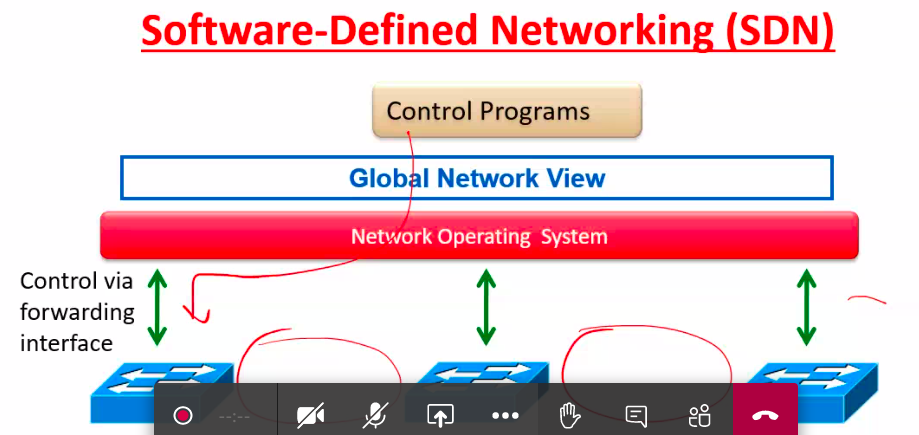 Software-Defined Networking (SDN)
Control Programs
Global Network View
Network Operating System
Control via
forwarding
interface